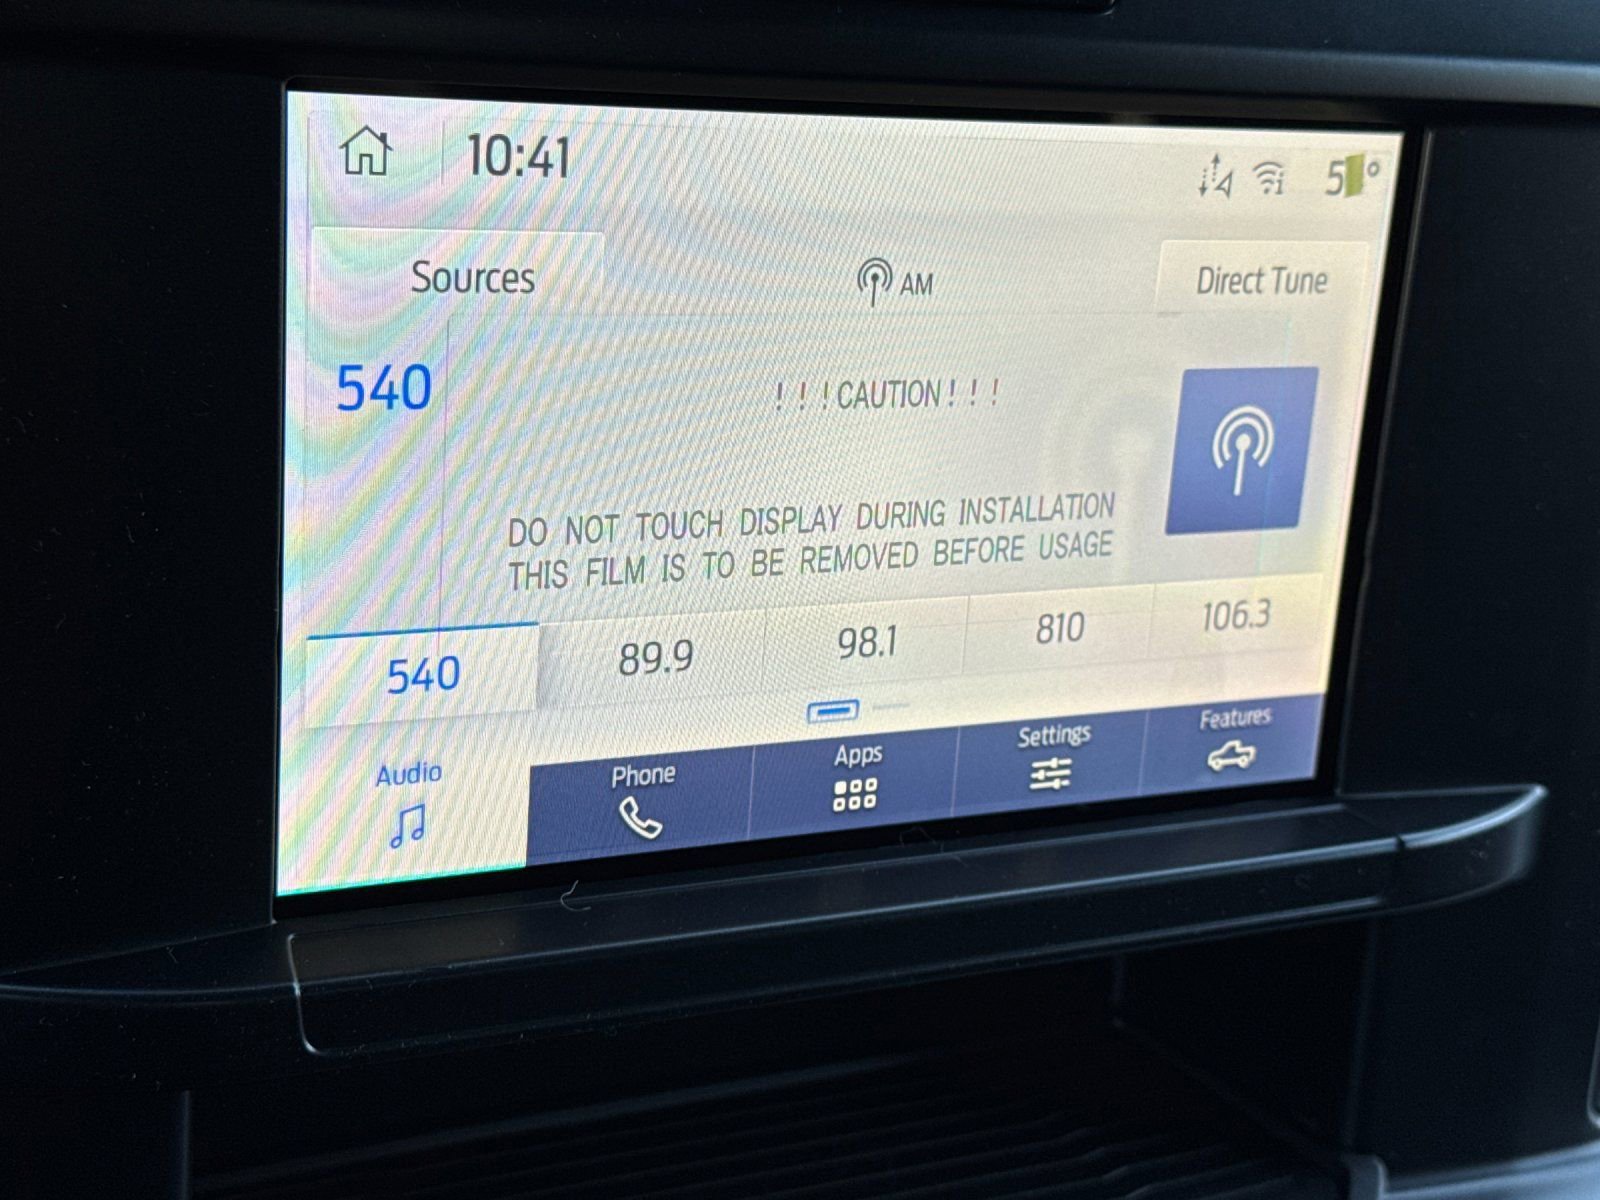 10:41
5 °
Sources
AM
Direct Tune
540
! ! ! CAUTION ! ! !
DO NOT TOUCH DISPLAY DURING INSTALLATION
THIS FILM IS TO BE REMOVED BEFORE USAGE
540 89.9 98.1 810 106.3
Audio Phone Apps Settings Features